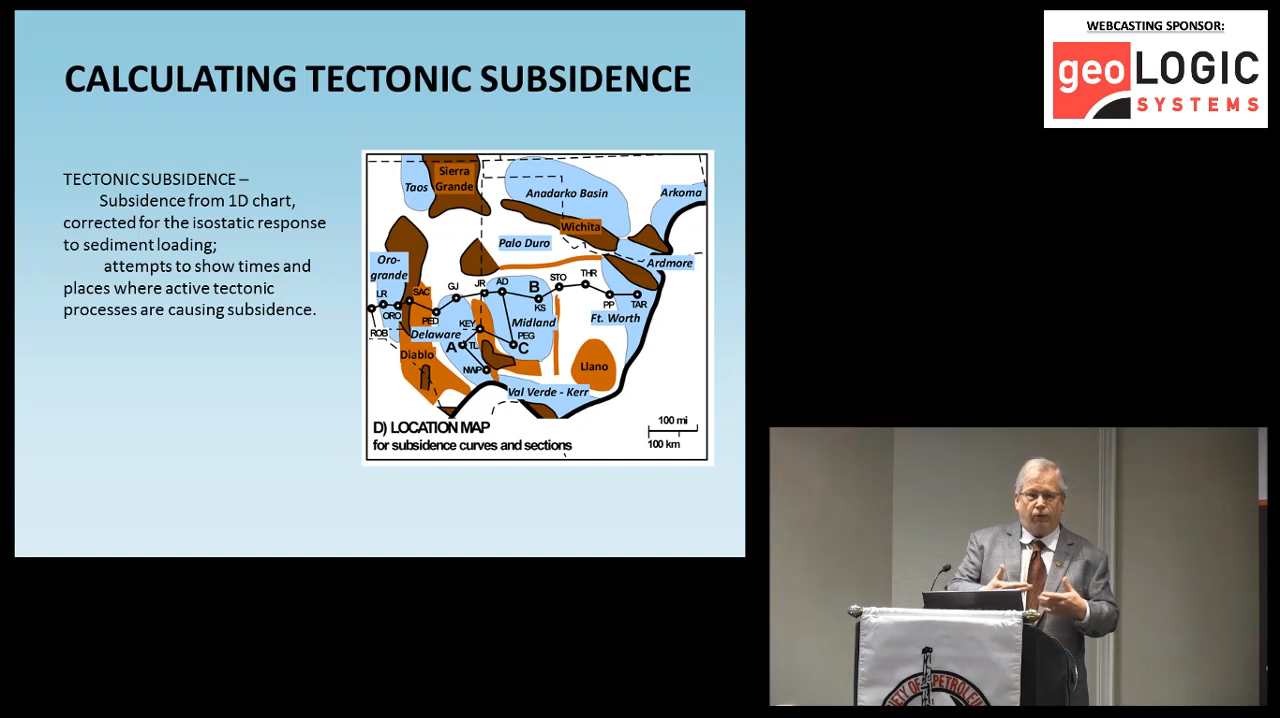 CALCULATING TECTONIC SUBSIDENCE
TECTONIC SUBSIDENCE –
Subsidence from 1D chart,
corrected for the isostatic response
to sediment loading;
attempts to show times and
places where active tectonic
processes are causing subsidence.
Taos
Sierra
Grande
Anadarko Basin
Arkoma
Wichita
Palo Duro
Ardmore
Oro-
grande
LR
SAC
GJ
JR
AD
B
STO
THR
ROB
ORO
PED
KEY
KS
PP
TAR
Delaware
Midland
Ft. Worth
A
TL
PEG
C
Diablo
NWP
Llano
Val Verde - Kerr
D) LOCATION MAP
for subsidence curves and sections
100 mi
100 km
WEBCASTING SPONSOR:
geoLOGIC
SYSTEMS